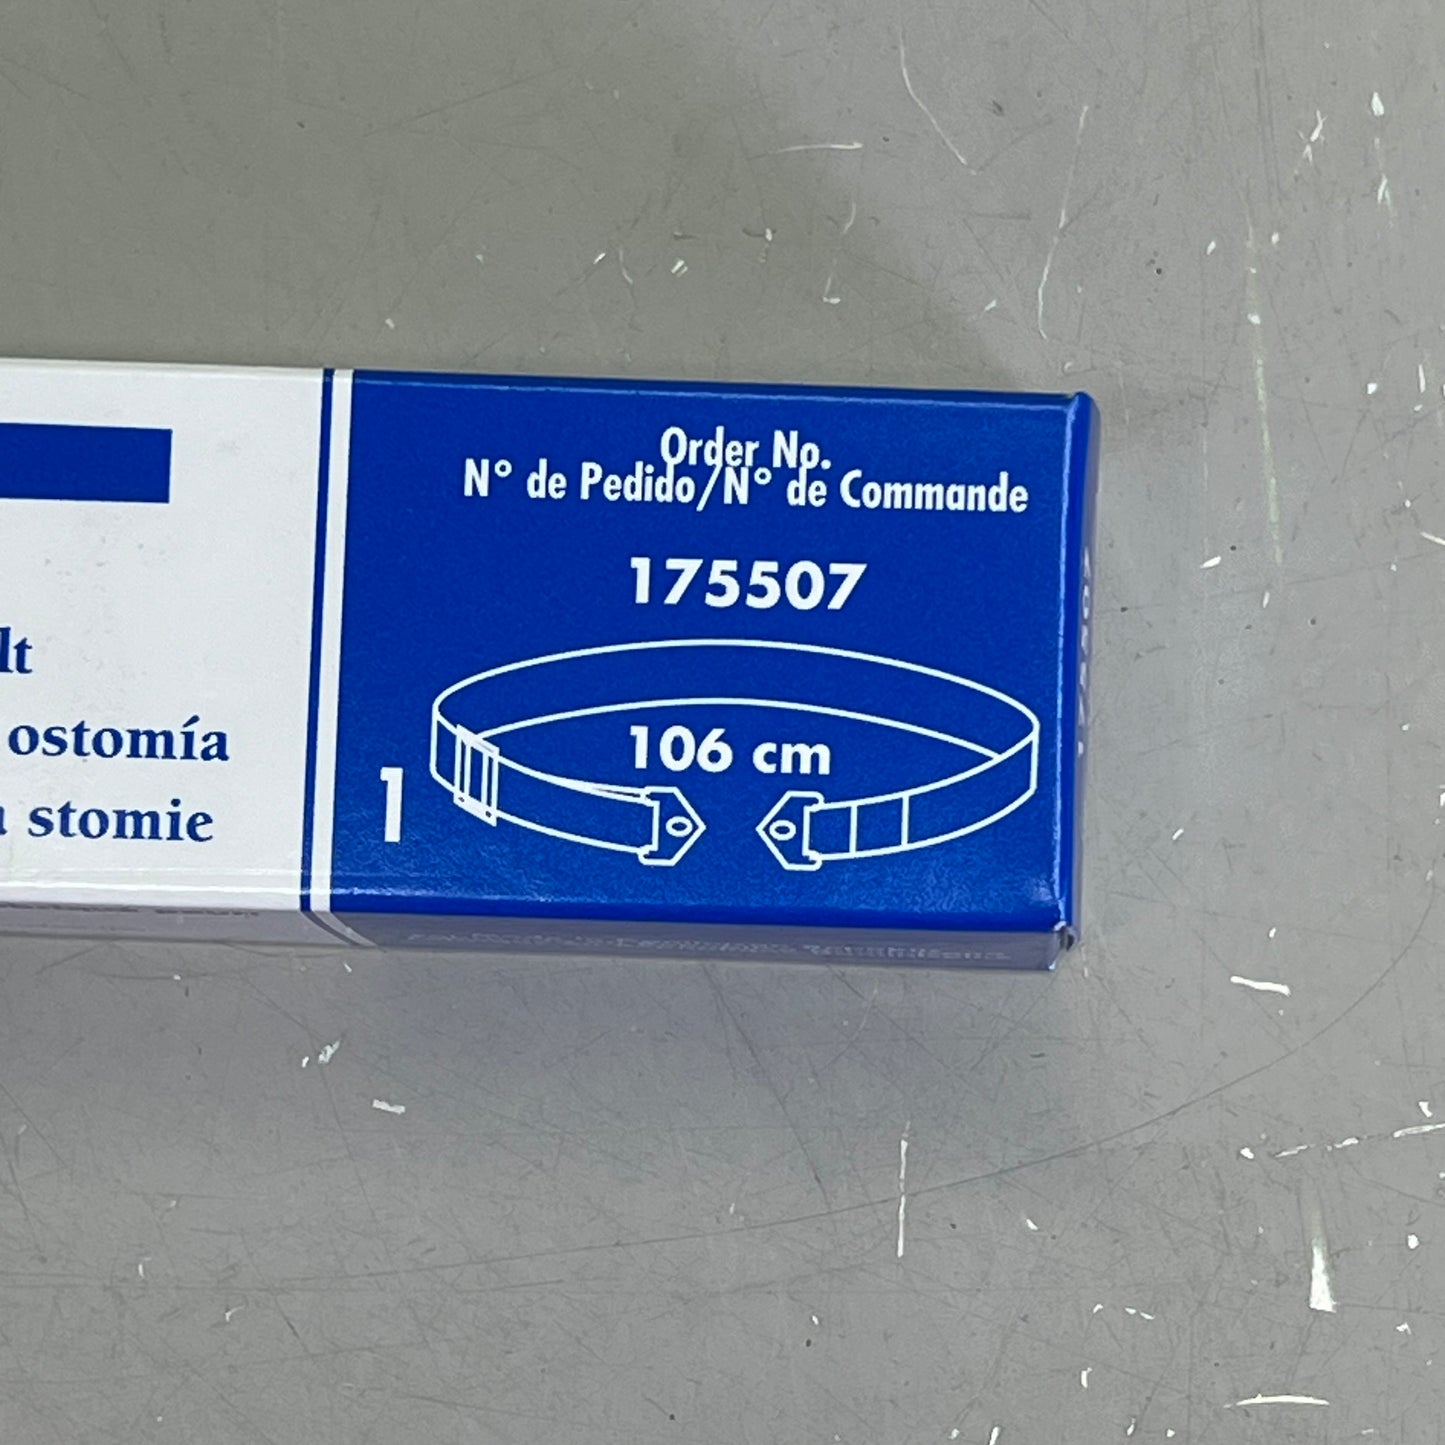 Order No.
N° de Pedido/N° de Commande
175507
106 cm
1
lt
ostomía
stomie